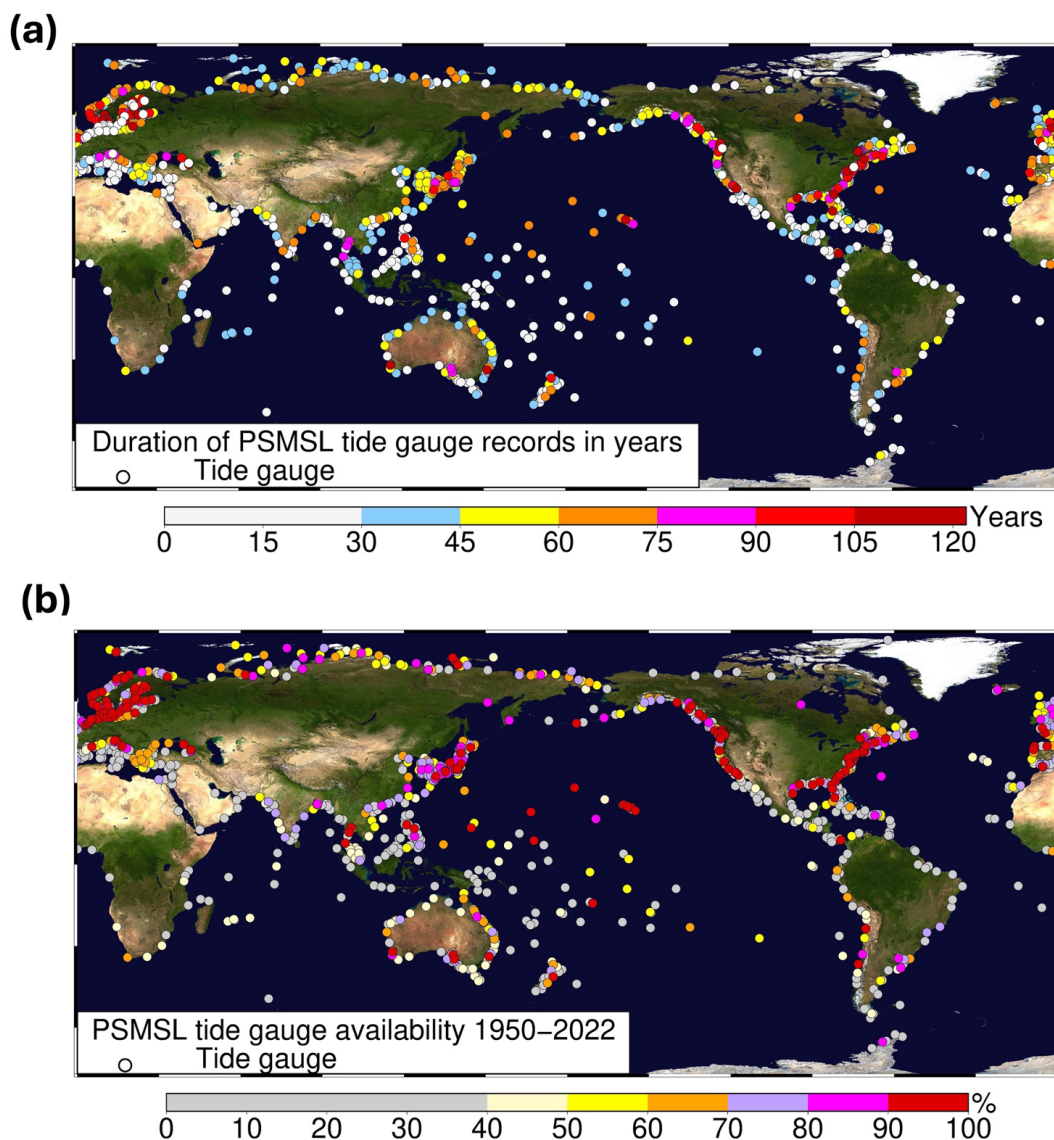 (a)
Duration of PSMSL tide gauge records in years
Tide gauge
Years
0 15 30 45 60 75 90 105 120
(b)
PSMSL tide gauge availability 1950−2022
Tide gauge
%
0 10 20 30 40 50 60 70 80 90 100